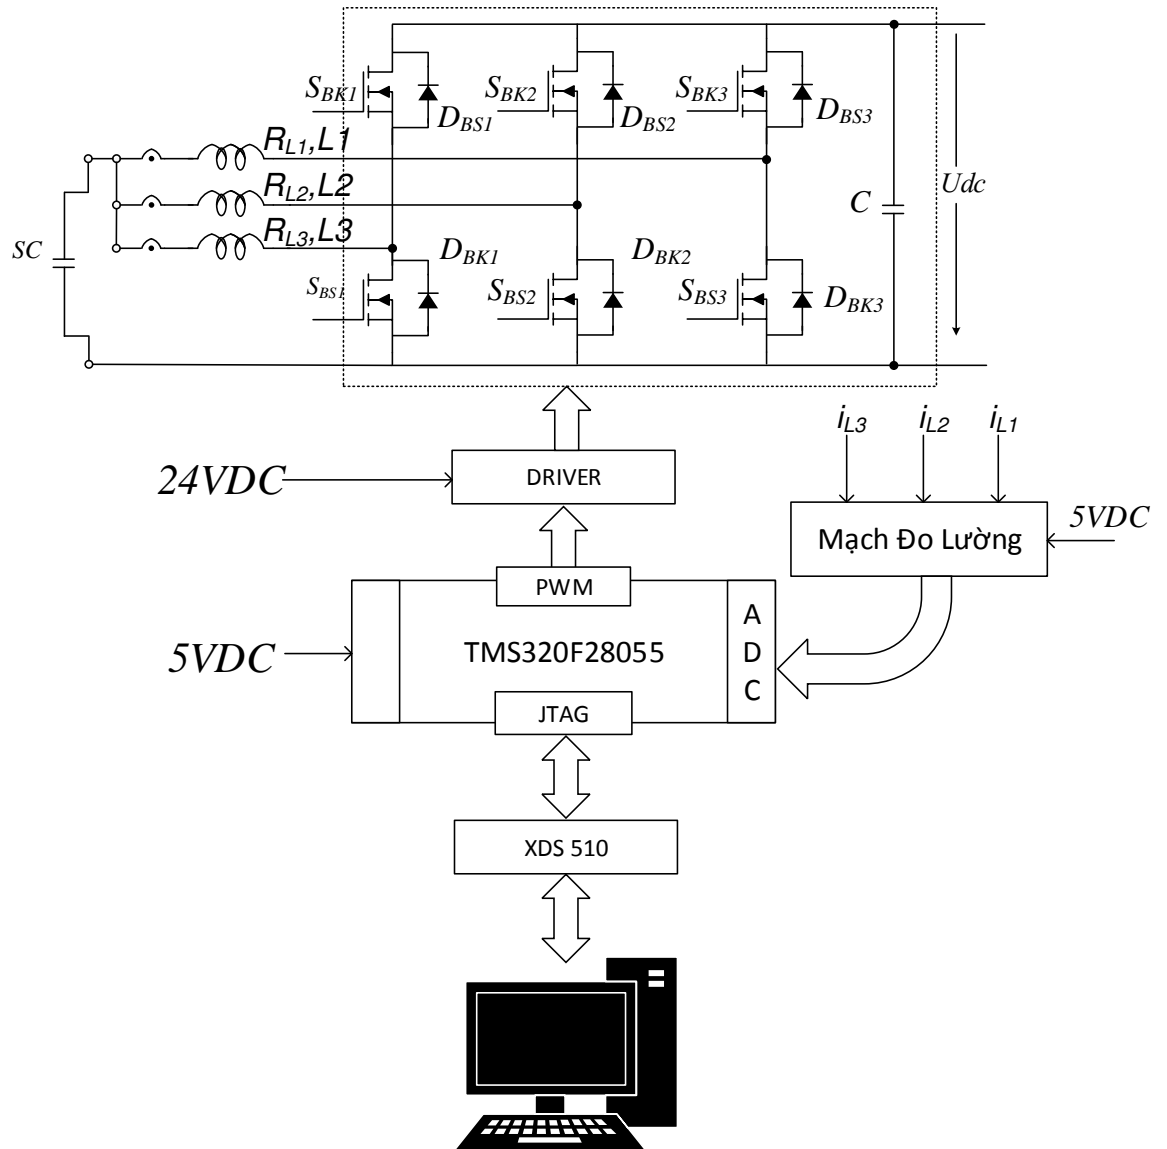 S_BK1
S_BK2
S_BK3
D_BS1
D_BS2
D_BS3
R_L1,L1
R_L2,L2
R_L3,L3
SC
C
Udc
D_BK1
D_BK2
D_BK3
S_BS1
S_BS2
S_BS3
i_L3
i_L2
i_L1
24VDC
DRIVER
Mạch Đo Lường
5VDC
PWM
5VDC
TMS320F28055
A
D
C
JTAG
XDS 510